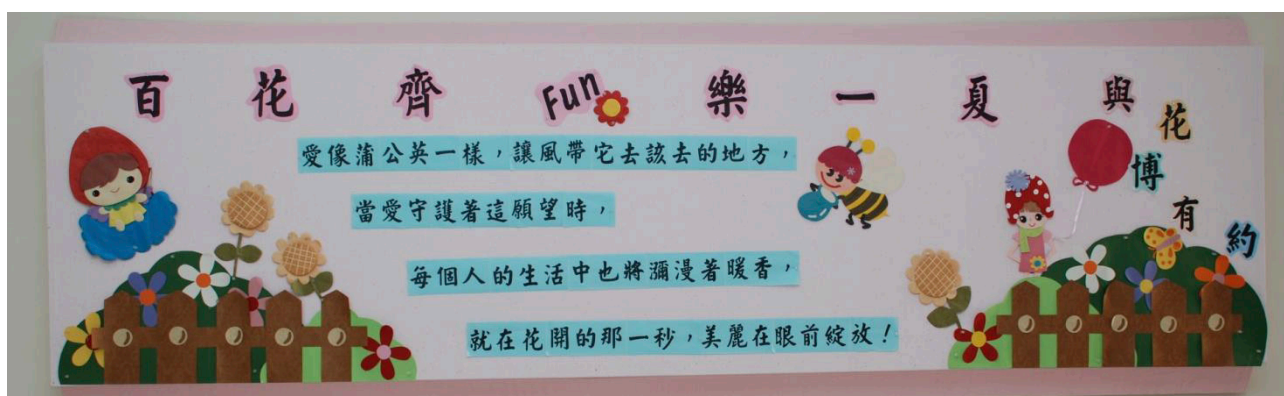 百花齊Fun樂一夏
與花博有約
愛像蒲公英一樣，讓風帶它去該去的地方，
當愛守護著這願望時，
每個人的生活中也將瀰漫著暖香，
就在花開的那一秒，美麗在眼前綻放！